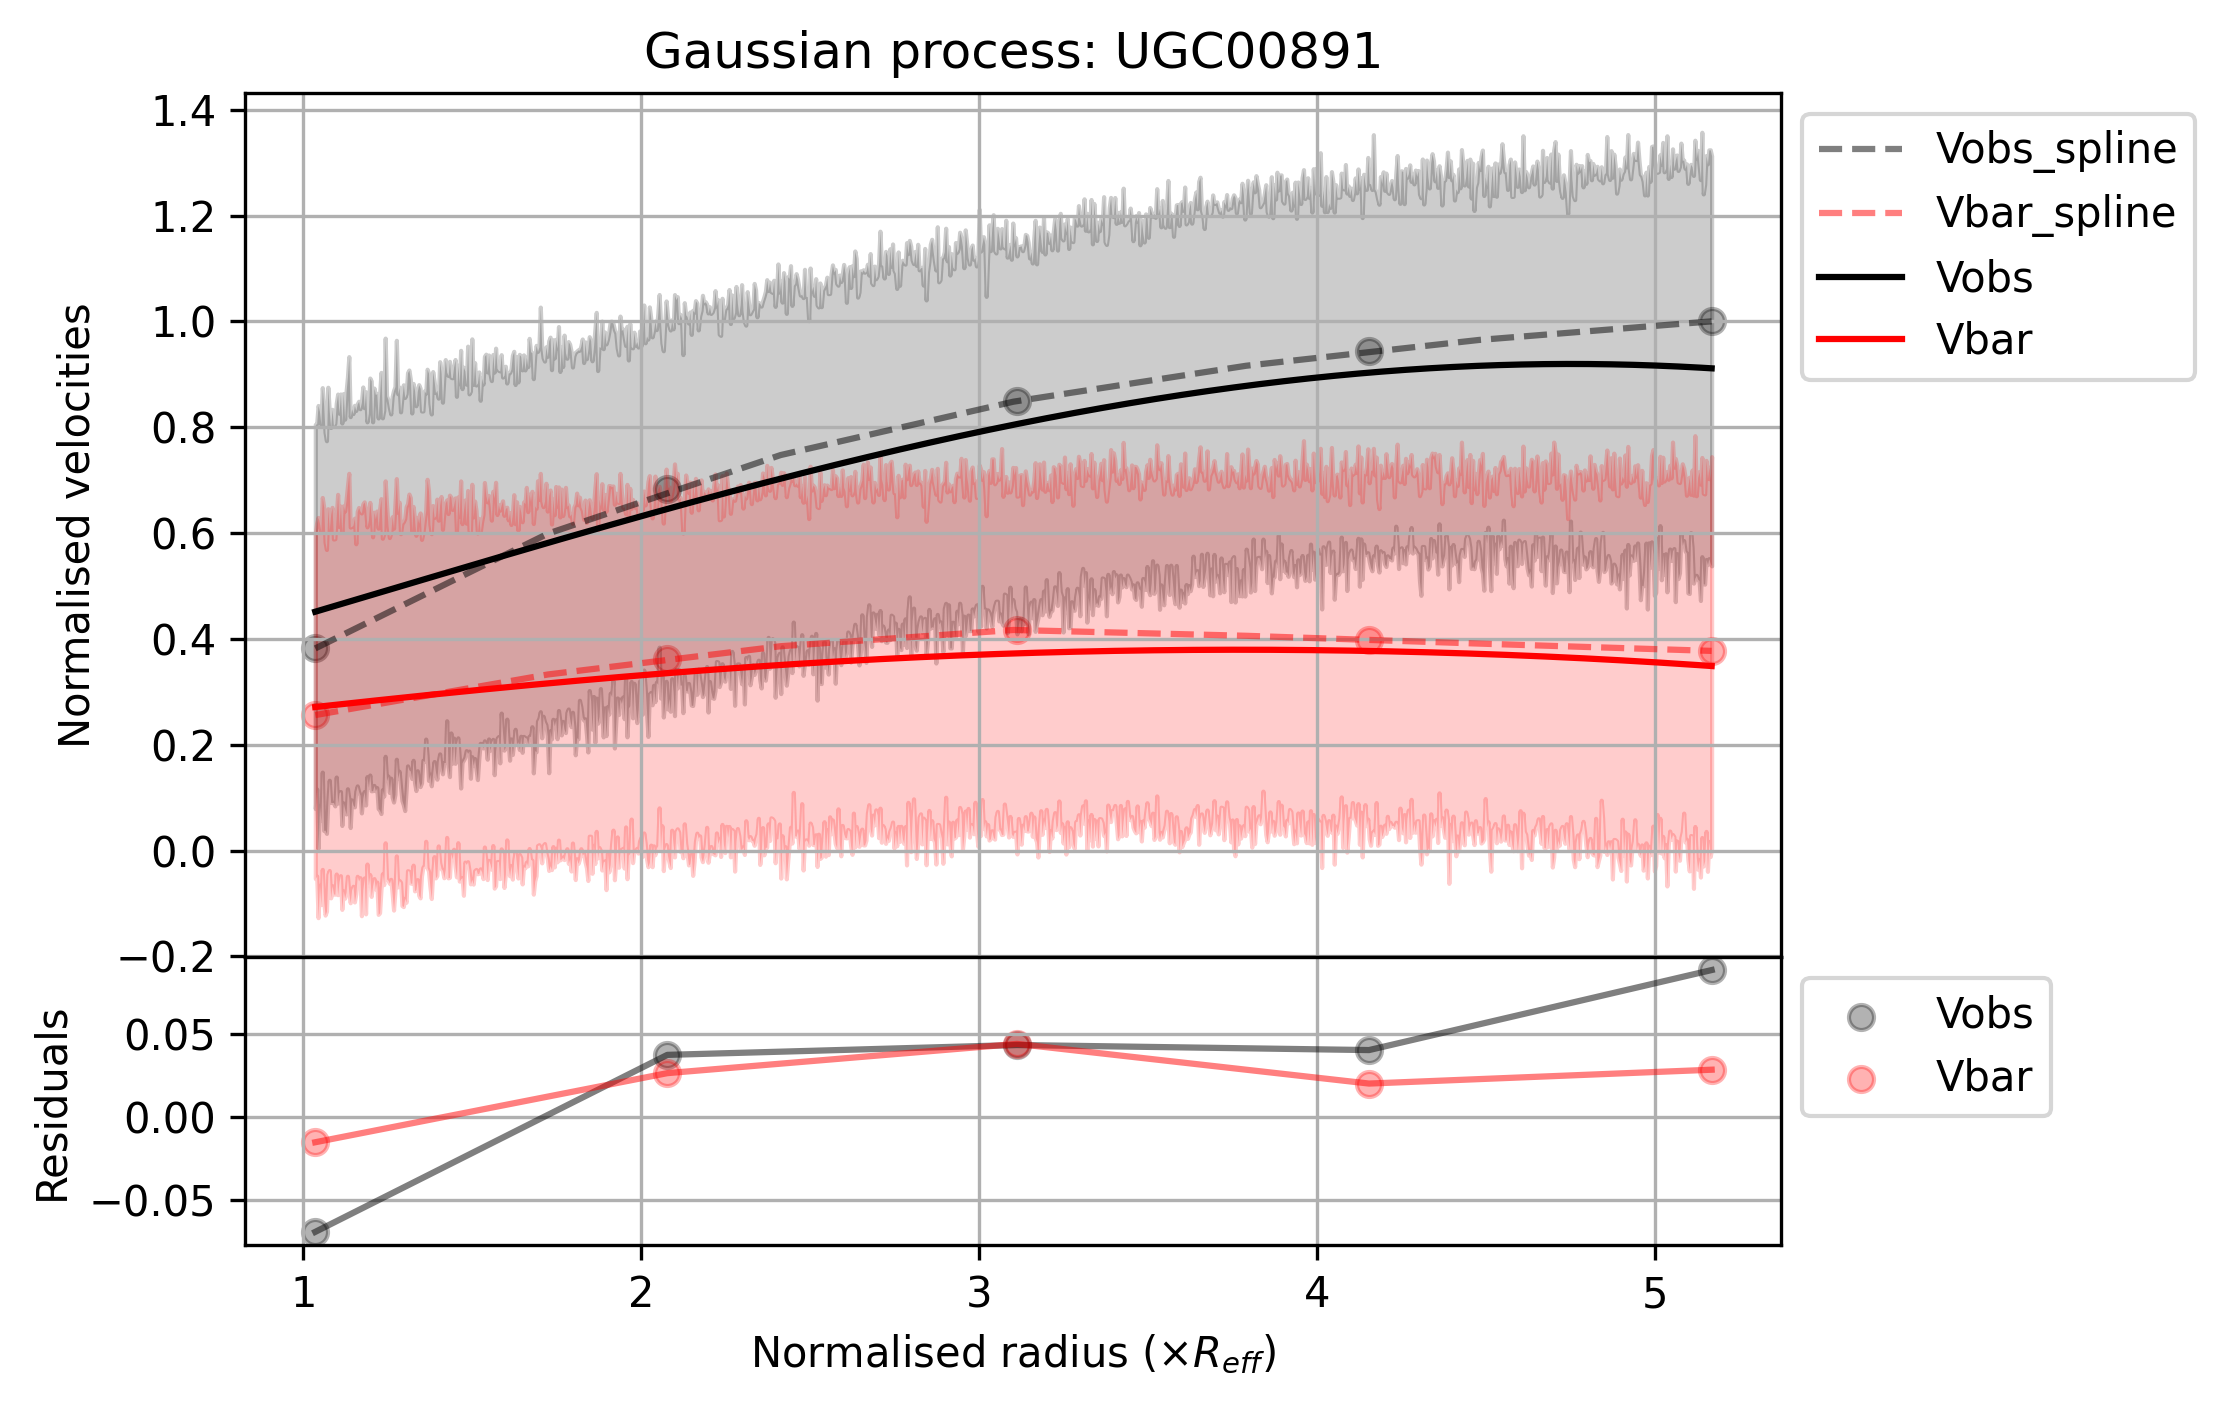 Gaussian process: UGC00891
Normalised velocities
1.4
1.2
1.0
0.8
0.6
0.4
0.2
0.0
−0.2
Vobs_spline
Vbar_spline
Vobs
Vbar
Residuals
0.05
0.00
−0.05
Vobs
Vbar
1 2 3 4 5
Normalised radius (×R_eff)